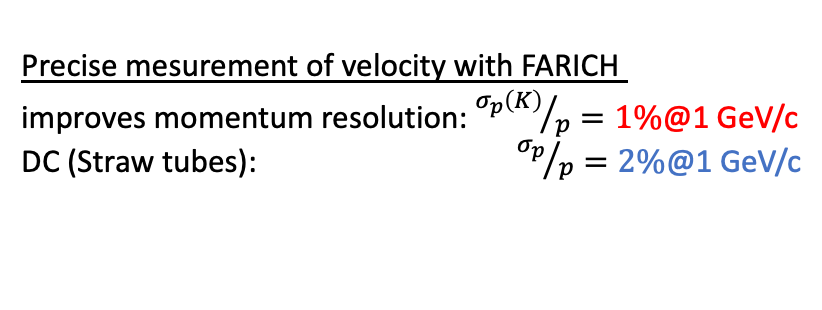 Precise mesurement of velocity with FARICH
improves momentum resolution: σp(K)/p = 1%@1 GeV/c
DC (Straw tubes): σp/p = 2%@1 GeV/c